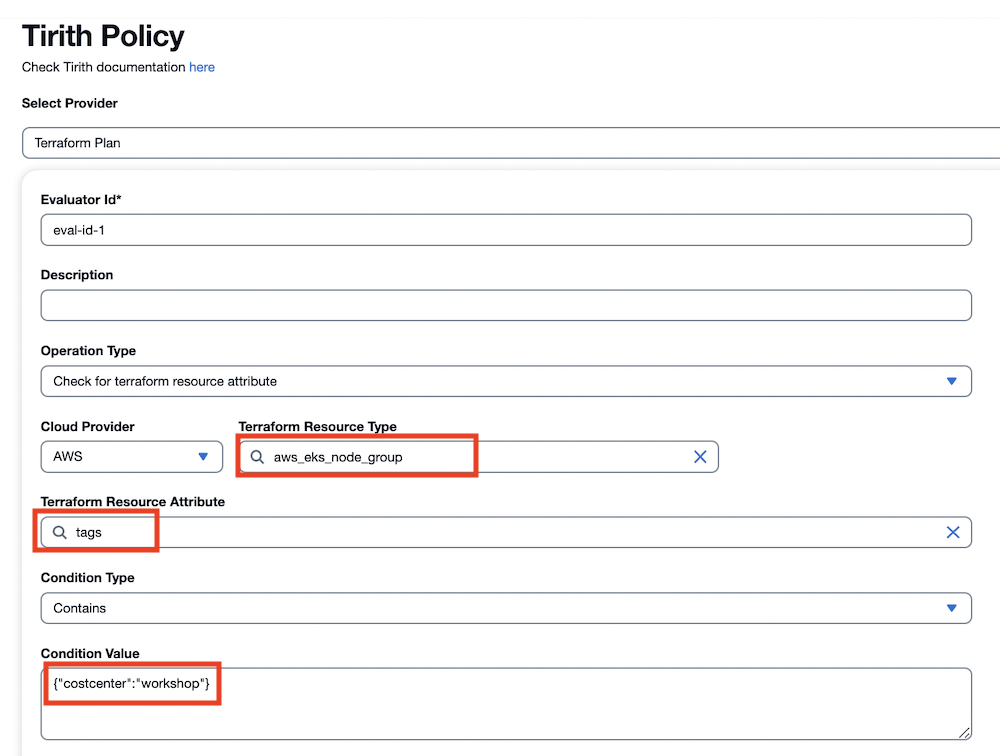 Tirith Policy
Check Tirith documentation here
Select Provider
Terraform Plan
Evaluator Id*
eval-id-1
Description
Operation Type
Check for terraform resource attribute
Cloud Provider
Terraform Resource Type
AWS
aws_eks_node_group
Terraform Resource Attribute
tags
Condition Type
Contains
Condition Value
{"costcenter":"workshop"}